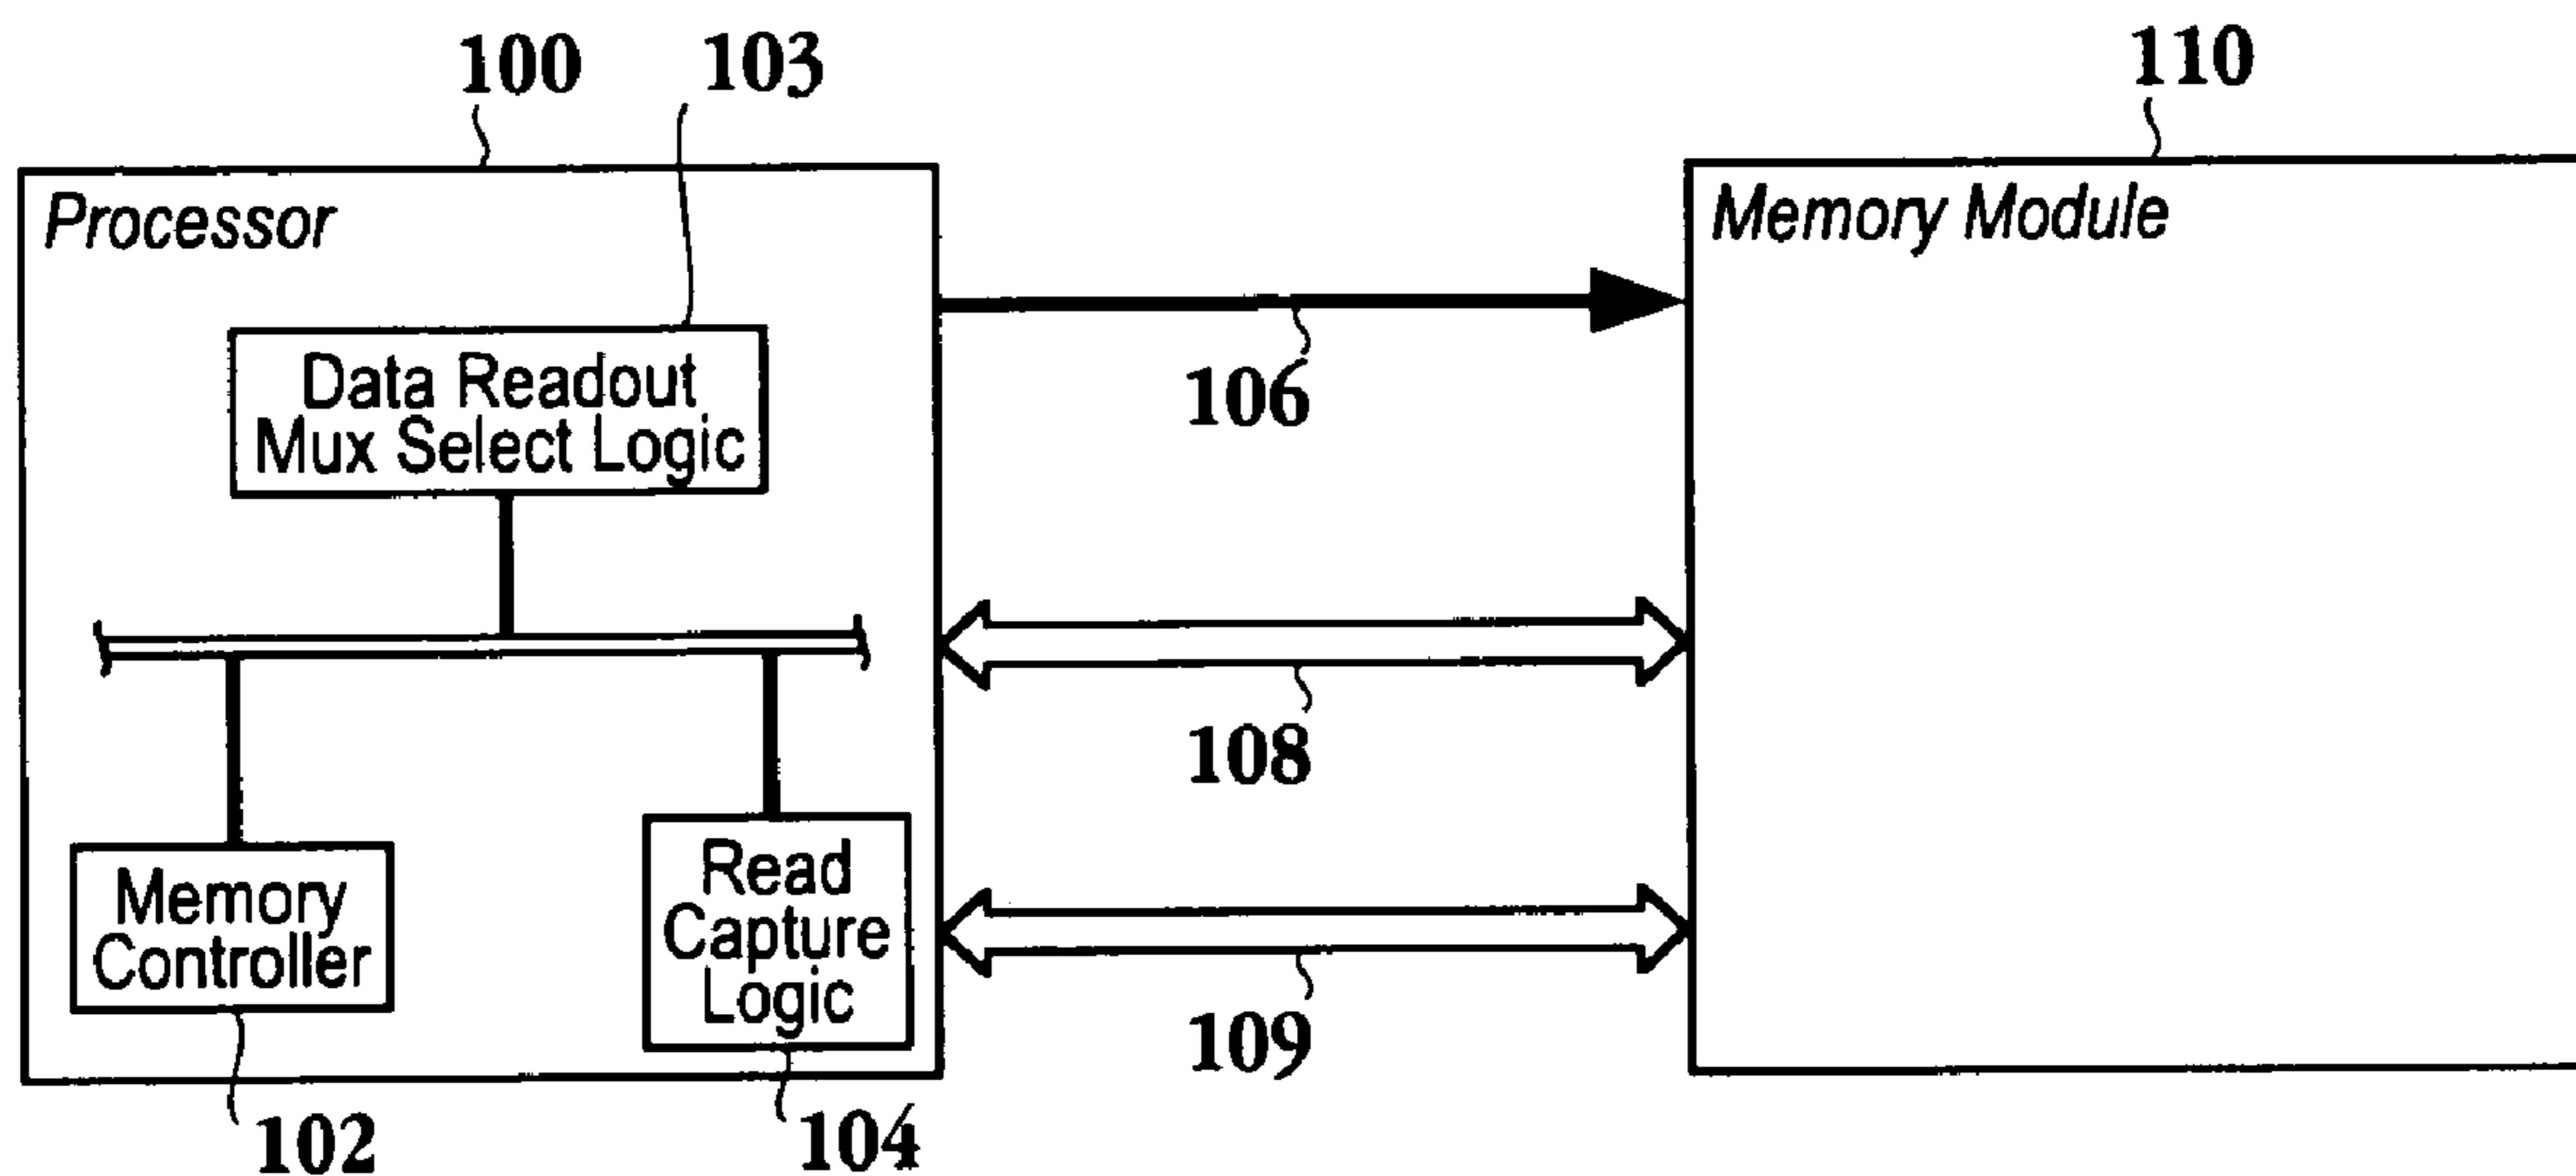 100
103
110
Processor
Memory Module
Data Readout
Mux Select Logic
106
108
Memory
Controller
Read
Capture
Logic
109
102
104